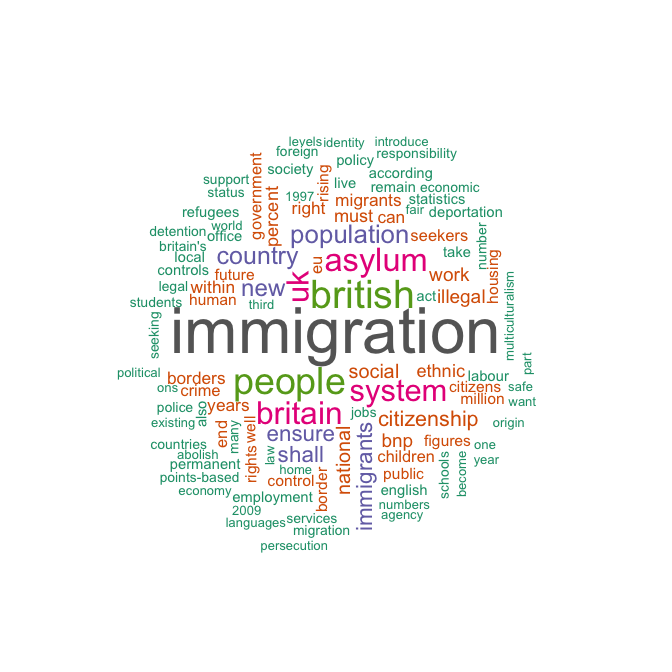 levels identity introduce
foreign policy responsibility
society according
support live remain economic
status 1997 rising migrants statistics
government percent right must can fair deportation
refugees world population seekers
detention office country asylum take number
britain's local eu work housing
controls future uk
legal within new british act illegal multiculturalism
students human third
seeking immigration part
political borders people social ethnic labour
ons crime system citizens safe
police also years britain jobs million want
existing citizenship origin
countries end many well ensure bnp figures one
abolish rights law shall national immigrants children year
permanent home public schools become
points-based control border
economy employment english
2009 numbers
languages services agency
migration
persecution